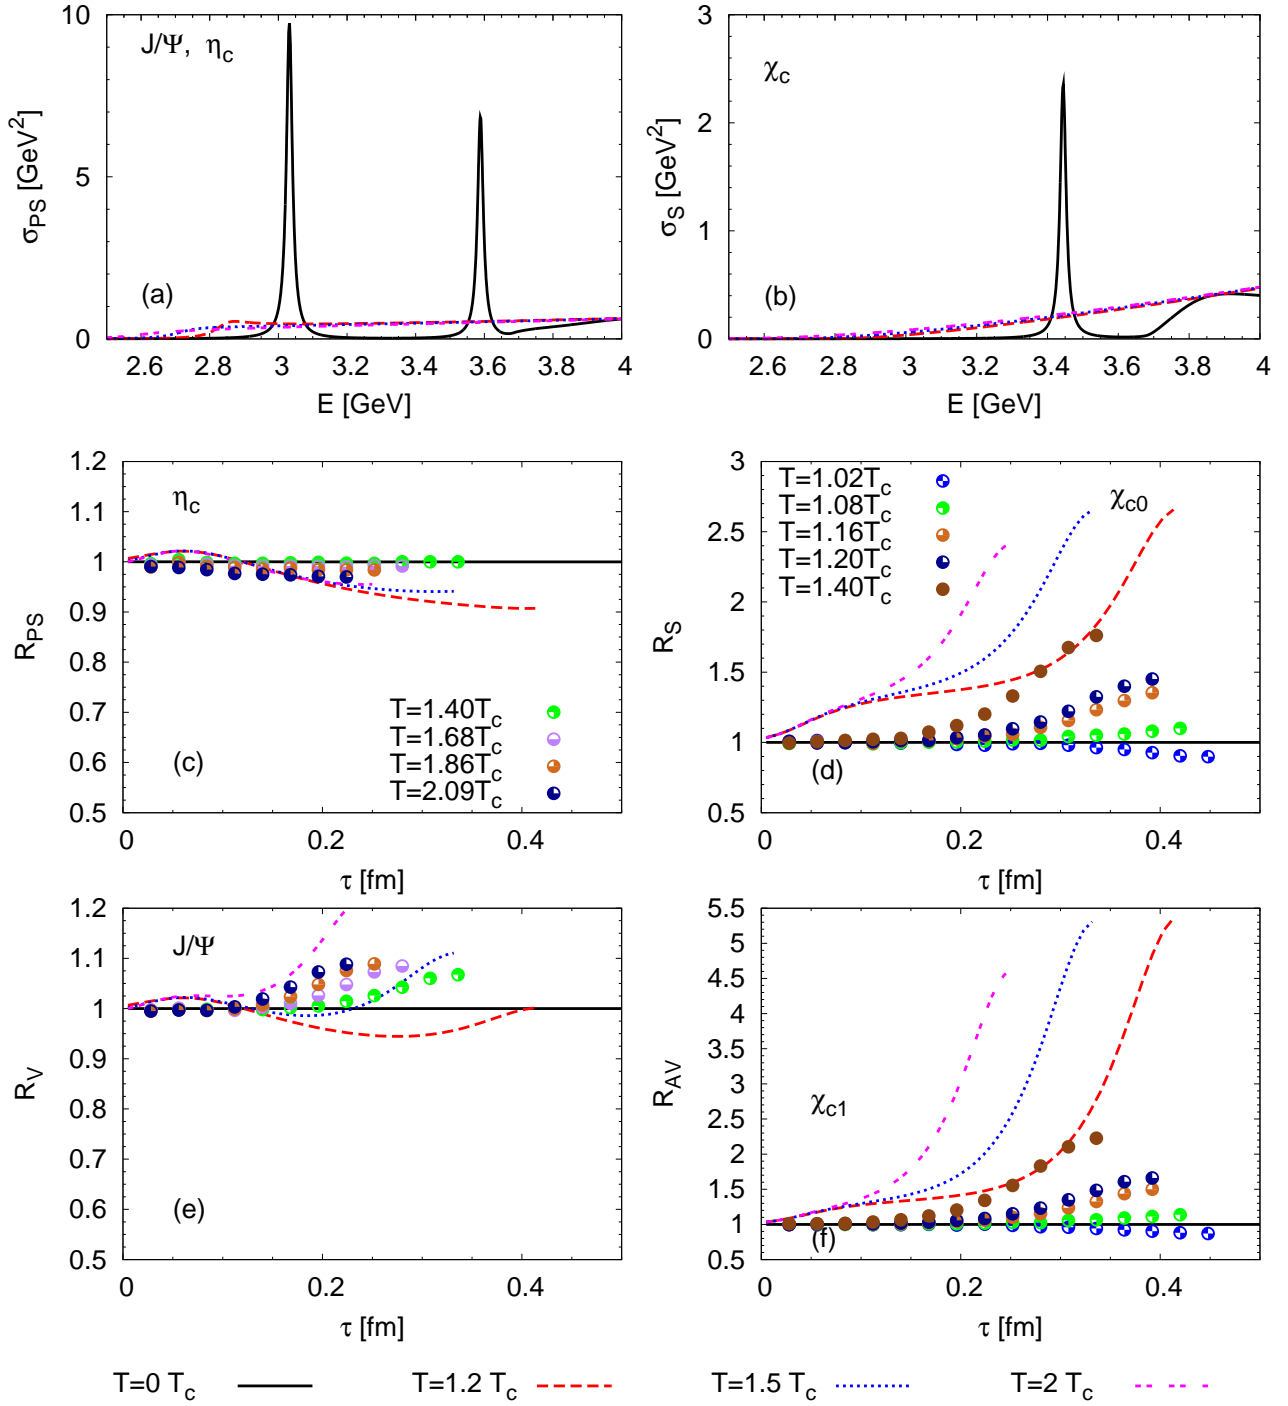 10
5
0
σ_PS [GeV²]
J/Ψ, η_c
(a)
2.6 2.8 3 3.2 3.4 3.6 3.8 4
E [GeV]
3
2
1
0
σ_S [GeV²]
χ_c
(b)
2.6 2.8 3 3.2 3.4 3.6 3.8 4
E [GeV]
1.2
1.1
1
0.9
0.8
0.7
0.6
0.5
R_PS
η_c
T=1.40T_c
T=1.68T_c
T=1.86T_c
T=2.09T_c
(c)
0 0.2 0.4
τ [fm]
3
2.5
2
1.5
1
0.5
R_S
T=1.02T_c
T=1.08T_c
T=1.16T_c
T=1.20T_c
T=1.40T_c
χ_c0
(d)
0 0.2 0.4
τ [fm]
1.2
1.1
1
0.9
0.8
0.7
0.6
0.5
R_V
J/Ψ
(e)
0 0.2 0.4
τ [fm]
5.5
5
4.5
4
3.5
3
2.5
2
1.5
1
0.5
R_AV
χ_c1
(f)
0 0.2 0.4
τ [fm]
T=0 T_c T=1.2 T_c T=1.5 T_c T=2 T_c